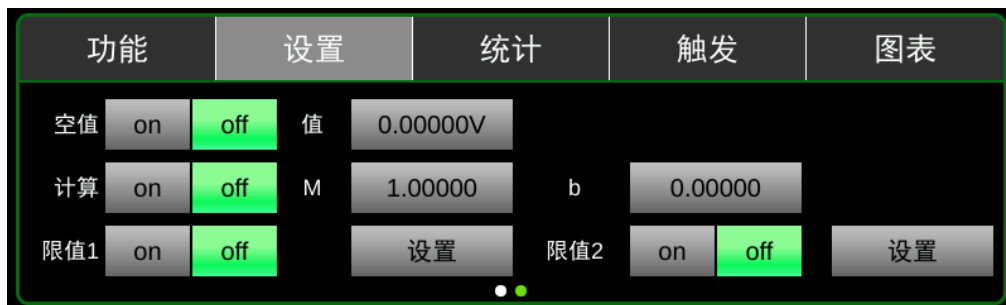 功能 设置 统计 触发 图表
空值 on off 值 0.00000V
计算 on off M 1.00000 b 0.00000
限值1 on off 设置 限值2 on off 设置